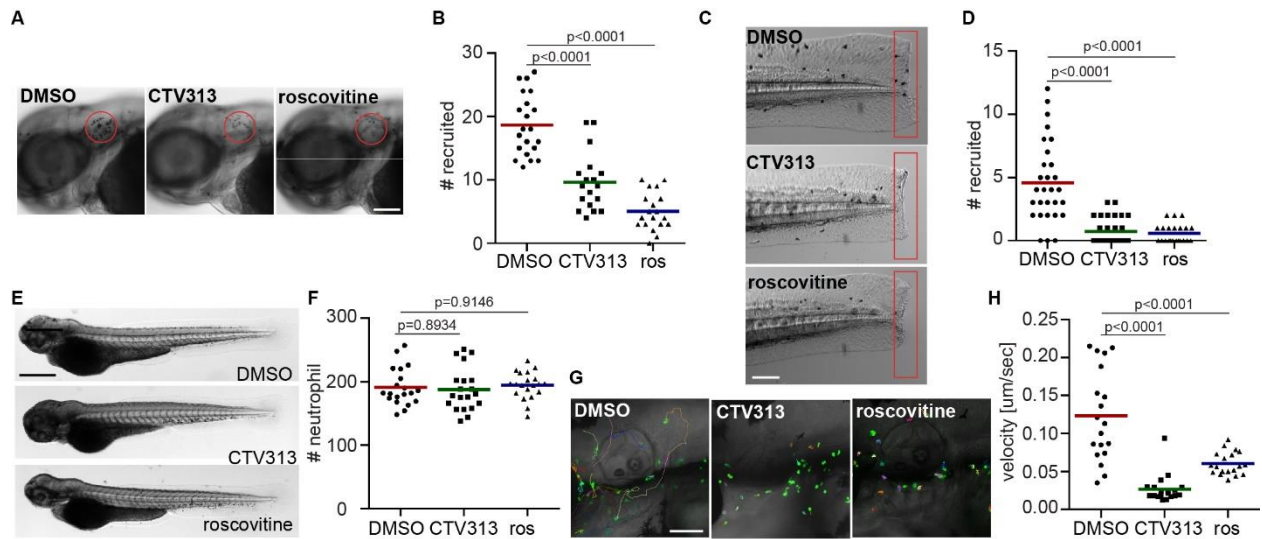 A
DMSO
CTV313
roscovitine
B
p<0.0001
p<0.0001
# recruited
30
20
10
0
DMSO CTV313 ros
C
DMSO
CTV313
roscovitine
D
p<0.0001
p<0.0001
# recruited
15
10
5
0
DMSO CTV313 ros
E
DMSO
CTV313
roscovitine
F
p=0.9146
p=0.8934
# neutrophil
300
200
100
0
DMSO CTV313 ros
G
DMSO
CTV313
roscovitine
H
p<0.0001
p<0.0001
velocity [um/sec]
0.25
0.20
0.15
0.10
0.05
0.00
DMSO CTV313 ros